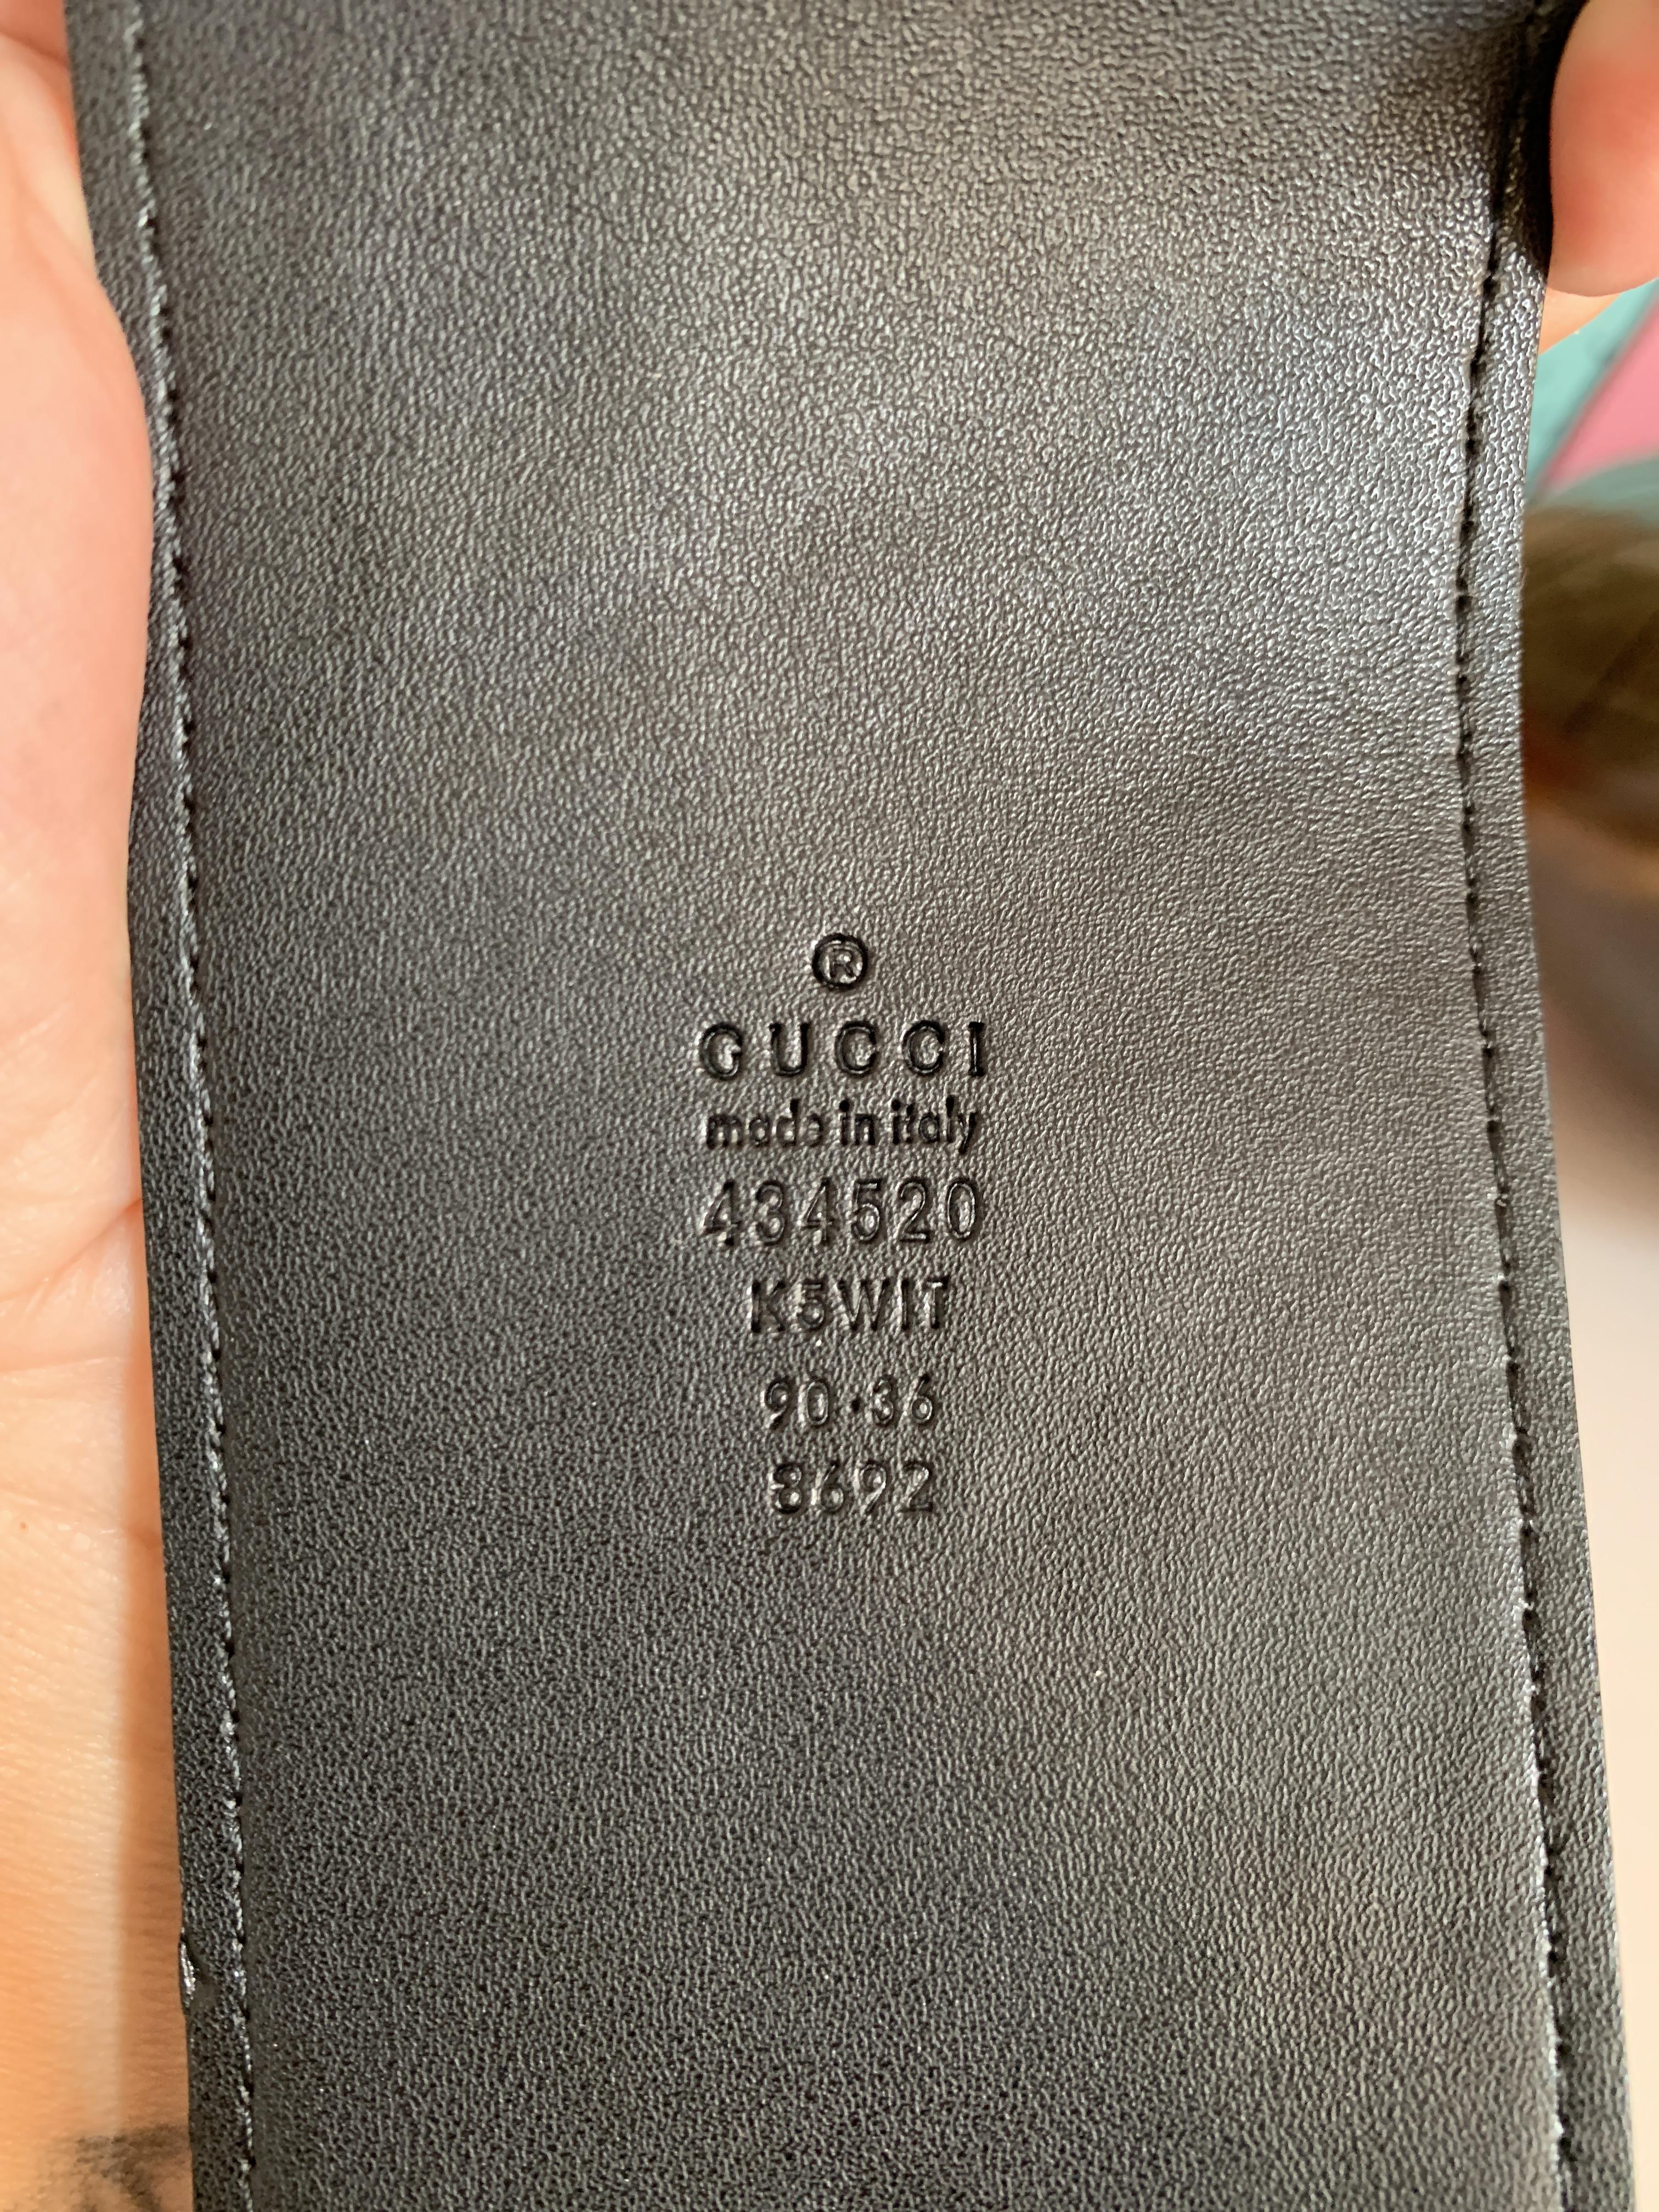 ®
GUCCI
made in italy
434520
K5WIT
90·36
8692